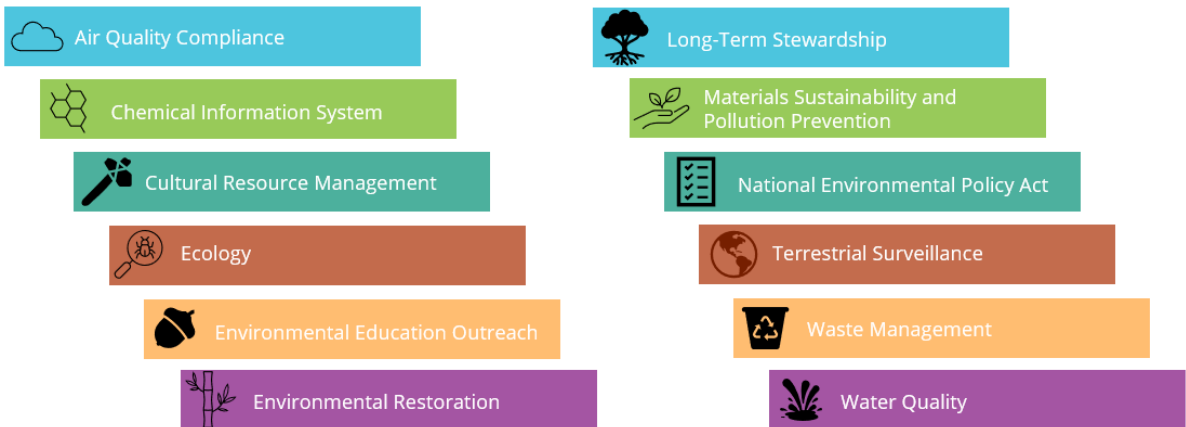 Air Quality Compliance
Chemical Information System
Cultural Resource Management
Ecology
Environmental Education Outreach
Environmental Restoration
Long-Term Stewardship
Materials Sustainability and
Pollution Prevention
National Environmental Policy Act
Terrestrial Surveillance
Waste Management
Water Quality